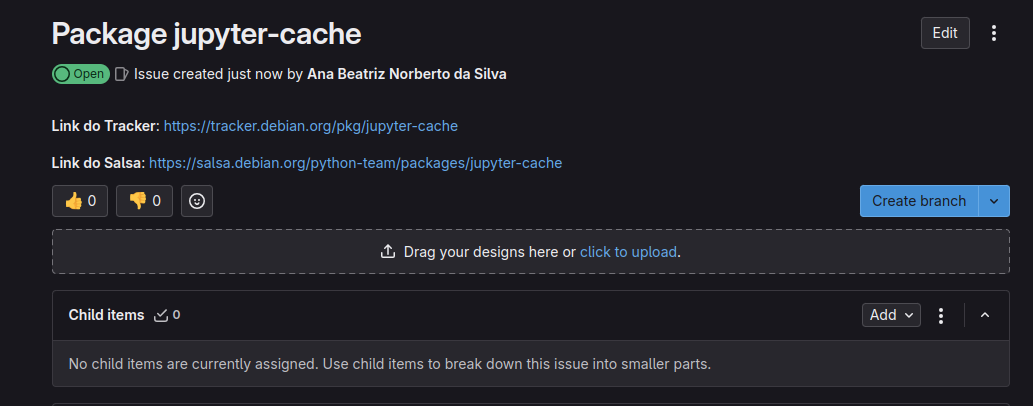 Package jupyter-cache
Edit
Open Issue created just now by Ana Beatriz Norberto da Silva
Link do Tracker: https://tracker.debian.org/pkg/jupyter-cache
Link do Salsa: https://salsa.debian.org/python-team/packages/jupyter-cache
👍 0 👎 0
Create branch
Drag your designs here or click to upload.
Child items 0
Add
No child items are currently assigned. Use child items to break down this issue into smaller parts.